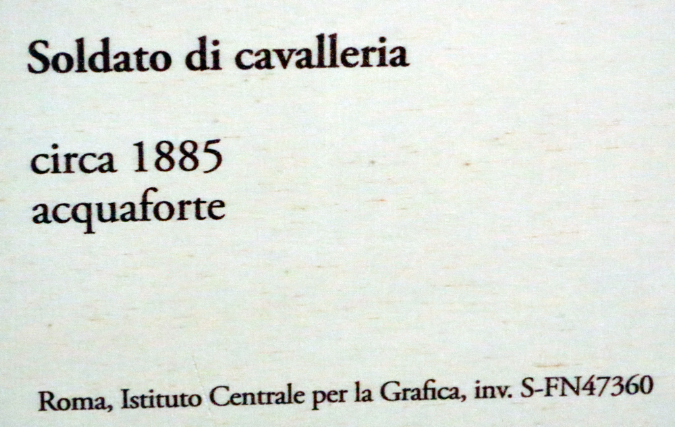 Soldato di cavalleria
circa 1885
acquaforte
Roma, Istituto Centrale per la Grafica, inv. S-FN47360